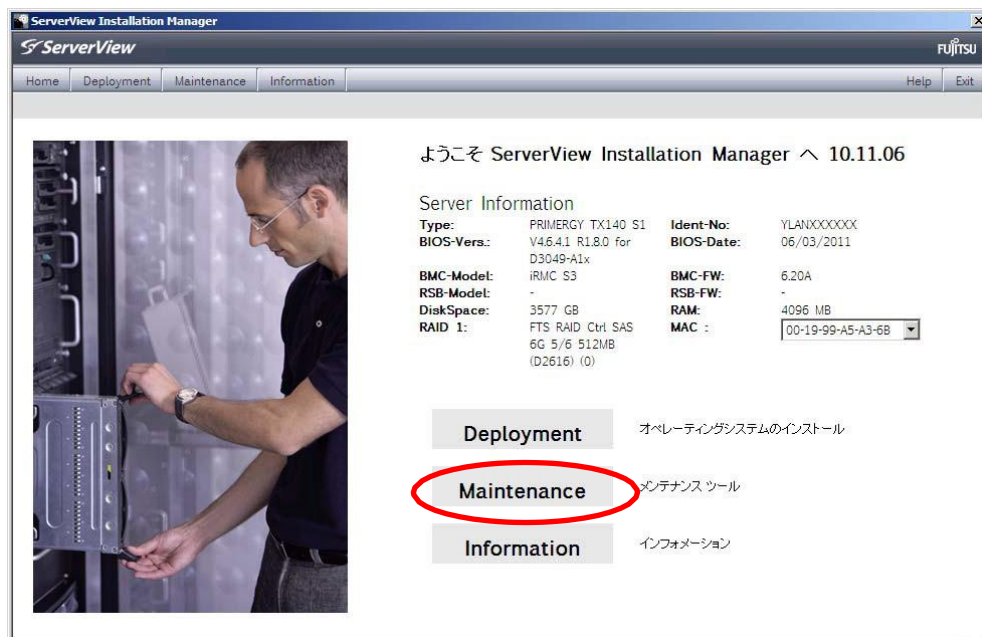 ServerView Installation Manager
ServerView
FUJITSU
Home Deployment Maintenance Information Help Exit
ようこそ ServerView Installation Manager へ 10.11.06
Server Information
Type: PRIMERGY TX140 S1 Ident-No: YLANXXXXXX
BIOS-Vers.: V4.6.4.1 R1.8.0 for BIOS-Date: 06/03/2011
D3049-A1x
BMC-Model: iRMC S3 BMC-FW: 6.20A
RSB-Model: - RSB-FW: -
DiskSpace: 3577 GB RAM: 4096 MB
RAID 1: FTS RAID Ctrl SAS MAC : 00-19-99-A5-A3-6B
6G 5/6 512MB
(D2616) (0)
Deployment オペレーティングシステムのインストール
Maintenance メンテナンス ツール
Information インフォメーション